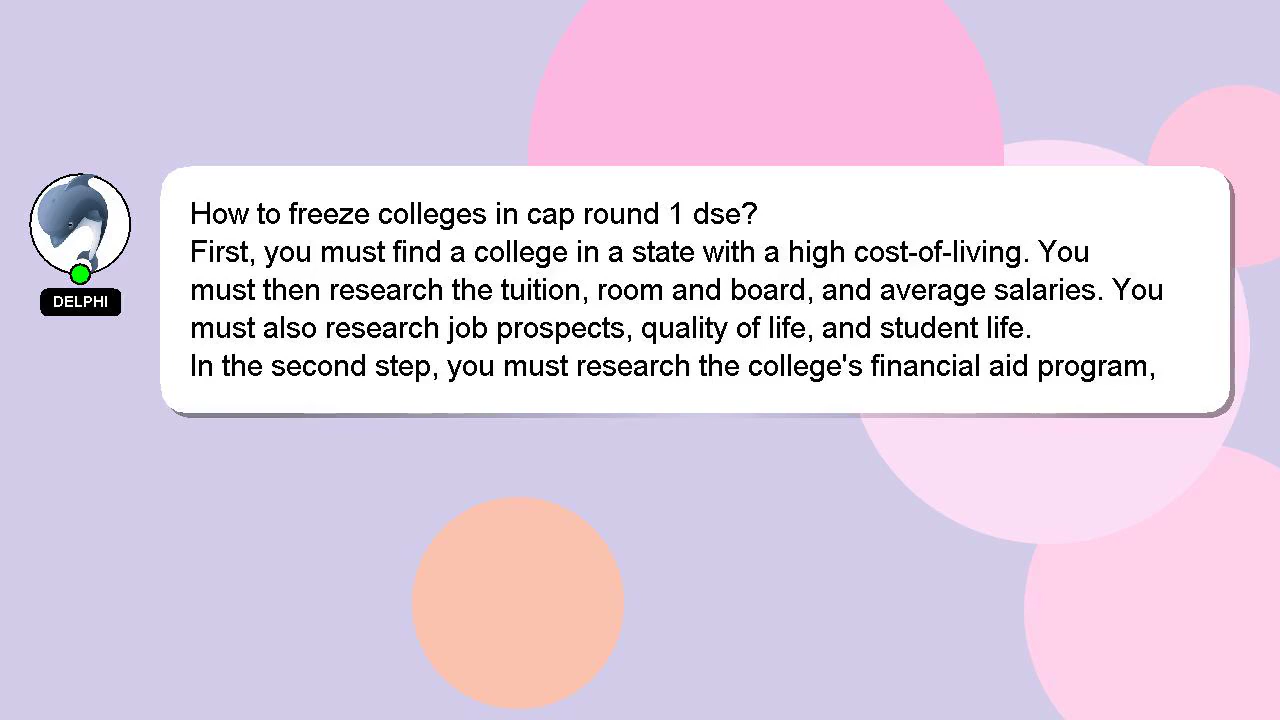 How to freeze colleges in cap round 1 dse?
First, you must find a college in a state with a high cost-of-living. You
must then research the tuition, room and board, and average salaries. You
must also research job prospects, quality of life, and student life.
In the second step, you must research the college's financial aid program,
DELPHI